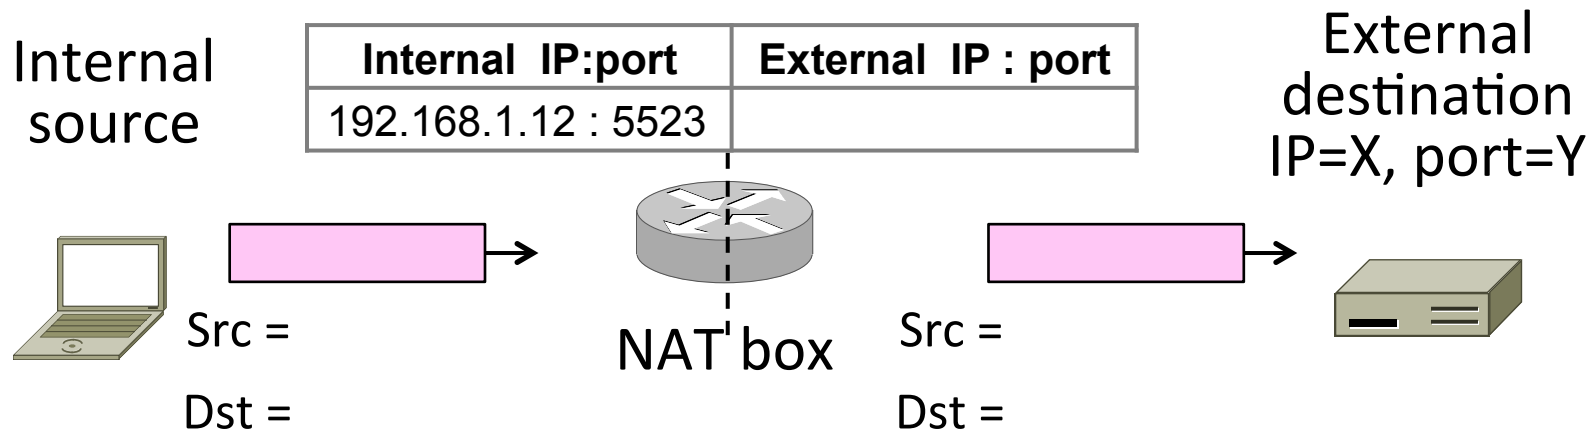 Internal
source
Internal IP:port
External IP : port
192.168.1.12 : 5523
External
destination
IP=X, port=Y
Src =
Dst =
NAT box
Src =
Dst =